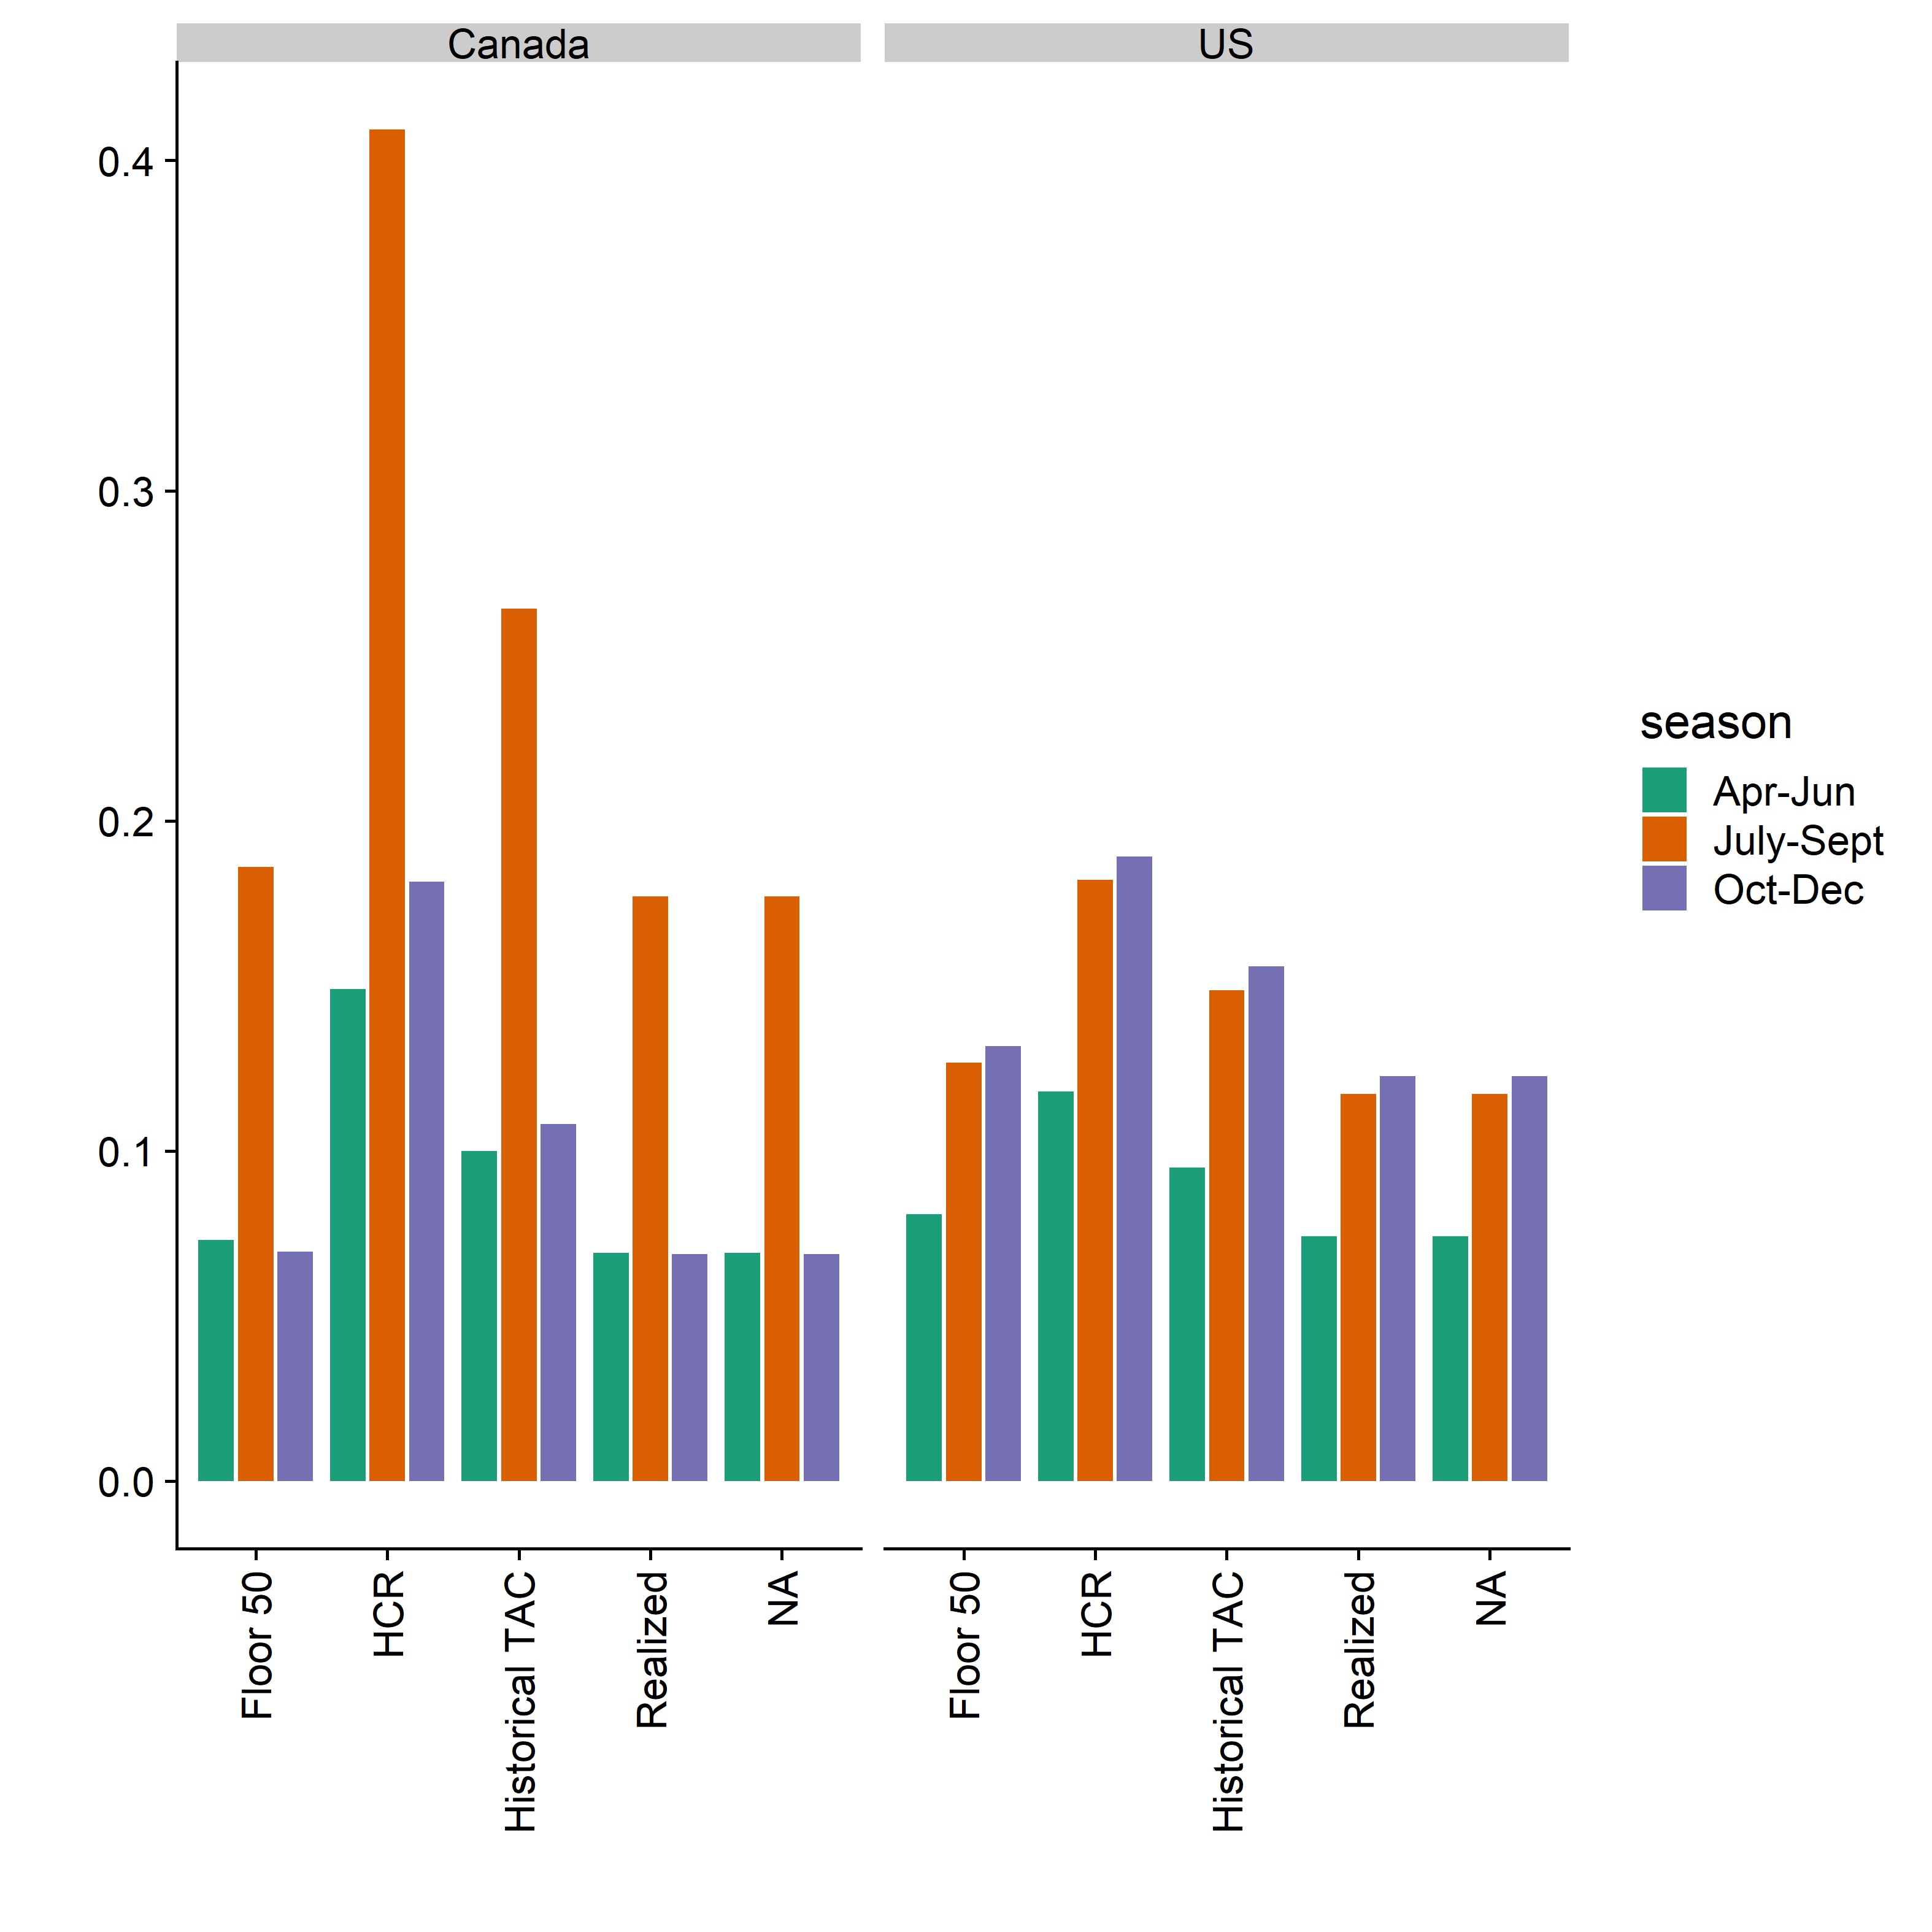 Canada
US
0.4
0.3
0.2
0.1
0.0
Floor 50
HCR
Historical TAC
Realized
NA
Floor 50
HCR
Historical TAC
Realized
NA
season
Apr-Jun
July-Sept
Oct-Dec